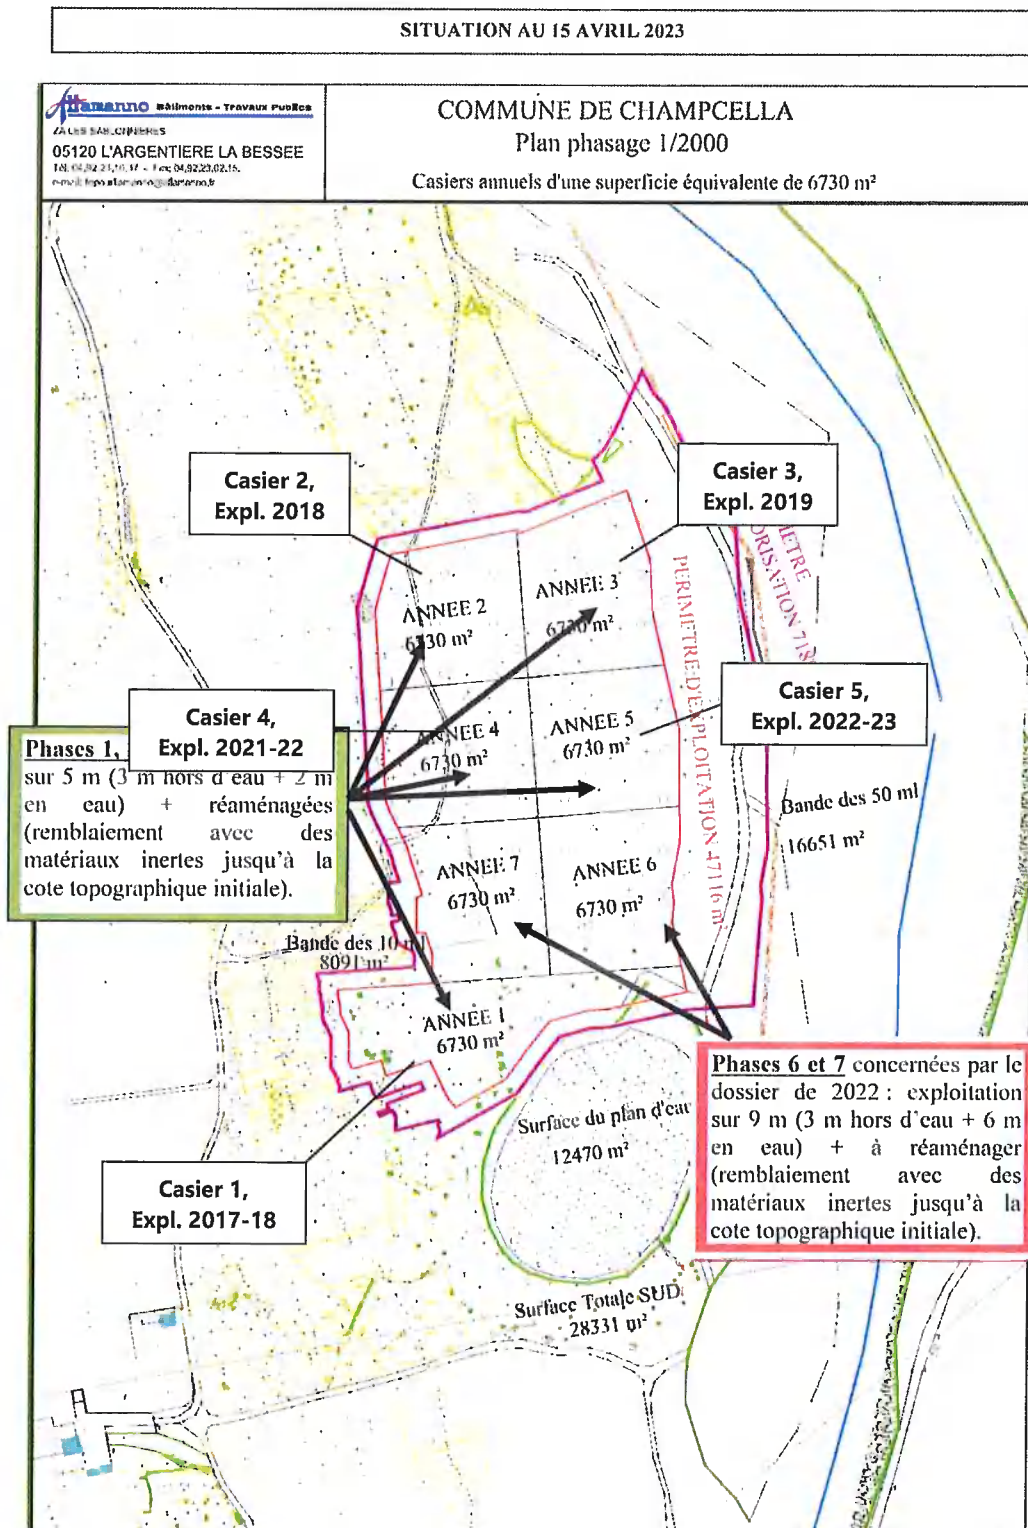 SITUATION AU 15 AVRIL 2023
Allamanno Bâtiments - Travaux Publics
ZA LES SABLONNIERES
05120 L'ARGENTIERE LA BESSEE
COMMUNE DE CHAMPCELLA
Plan phasage 1/2000
Casiers annuels d'une superficie équivalente de 6730 m²
Casier 2,
Expl. 2018
Casier 3,
Expl. 2019
ANNEE 2
6730 m²
ANNEE 3
6730 m²
PERIMETRE D'EXPLOITATION 47116 m²
METRE
ORISATION 718
Casier 4,
Expl. 2021-22
Casier 5,
Expl. 2022-23
ANNEE 4
6730 m²
ANNEE 5
6730 m²
Phases 1,
sur 5 m (3 m hors d'eau + 2 m
en eau) + réaménagées
(remblaiement avec des
matériaux inertes jusqu'à la
cote topographique initiale).
Bande des 50 ml
16651 m²
ANNEE 7
6730 m²
ANNEE 6
6730 m²
Bande des 10 ml
8091 m²
ANNEE 1
6730 m²
Phases 6 et 7 concernées par le
dossier de 2022 : exploitation
sur 9 m (3 m hors d'eau + 6 m
en eau) + à réaménager
(remblaiement avec des
matériaux inertes jusqu'à la
cote topographique initiale).
Surface du plan d'eau
12470 m²
Casier 1,
Expl. 2017-18
Surface Totale SUD
28331 m²